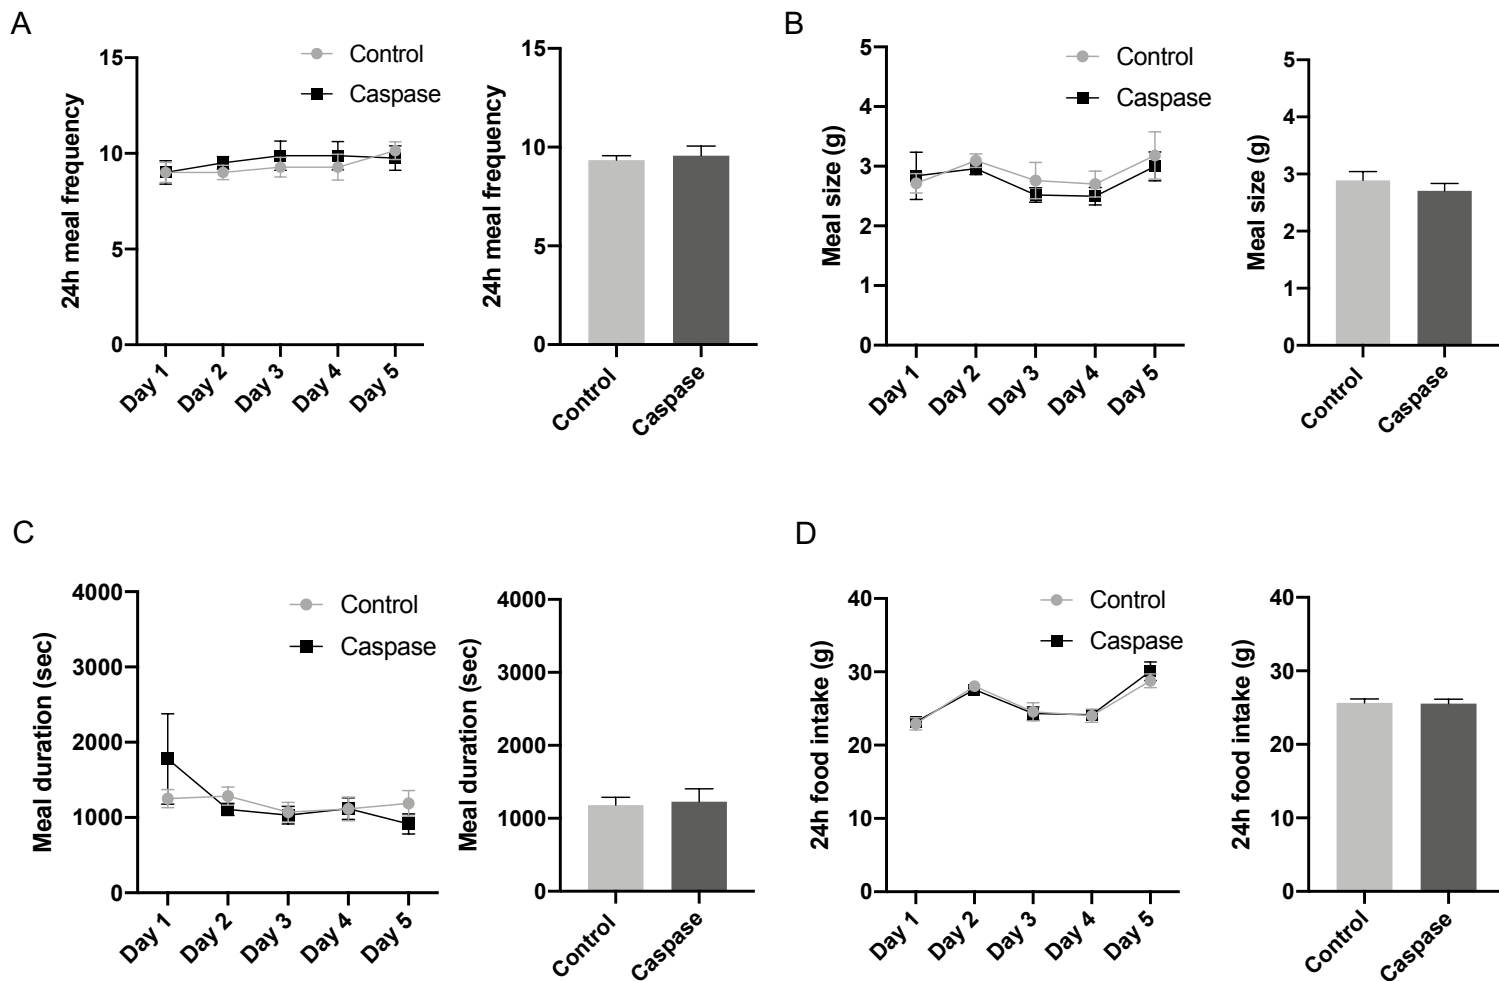 A
24h meal frequency
15
10
5
0
Control
Caspase
Day 1
Day 2
Day 3
Day 4
Day 5
24h meal frequency
15
10
5
0
Control
Caspase
B
Meal size (g)
5
4
3
2
1
0
Control
Caspase
Day 1
Day 2
Day 3
Day 4
Day 5
Meal size (g)
5
4
3
2
1
0
Control
Caspase
C
Meal duration (sec)
4000
3000
2000
1000
0
Control
Caspase
Day 1
Day 2
Day 3
Day 4
Day 5
Meal duration (sec)
4000
3000
2000
1000
0
Control
Caspase
D
24h food intake (g)
40
30
20
10
0
Control
Caspase
Day 1
Day 2
Day 3
Day 4
Day 5
24h food intake (g)
40
30
20
10
0
Control
Caspase